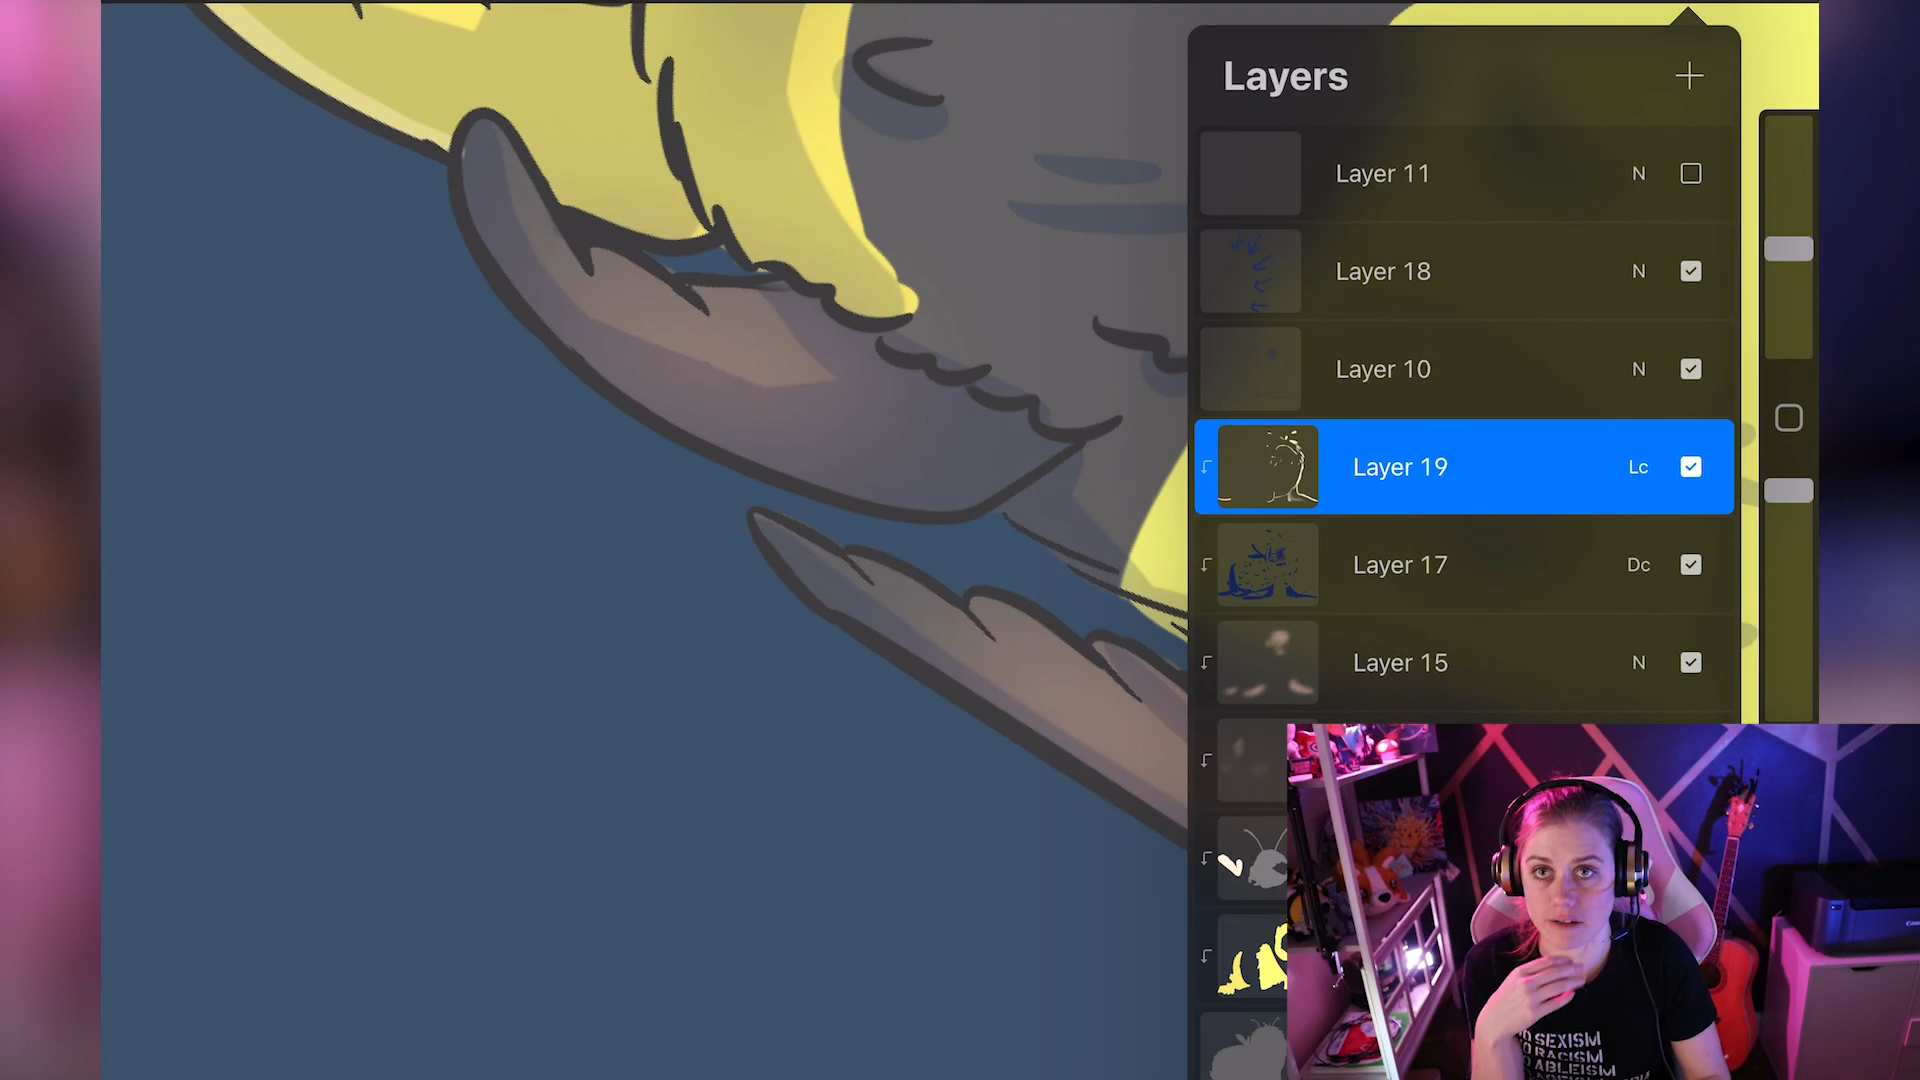 Layers
Layer 11 N
Layer 18 N
Layer 10 N
Layer 19 Lc
Layer 17 Dc
Layer 15 N
SEXISM
RACISM
ABLEISM